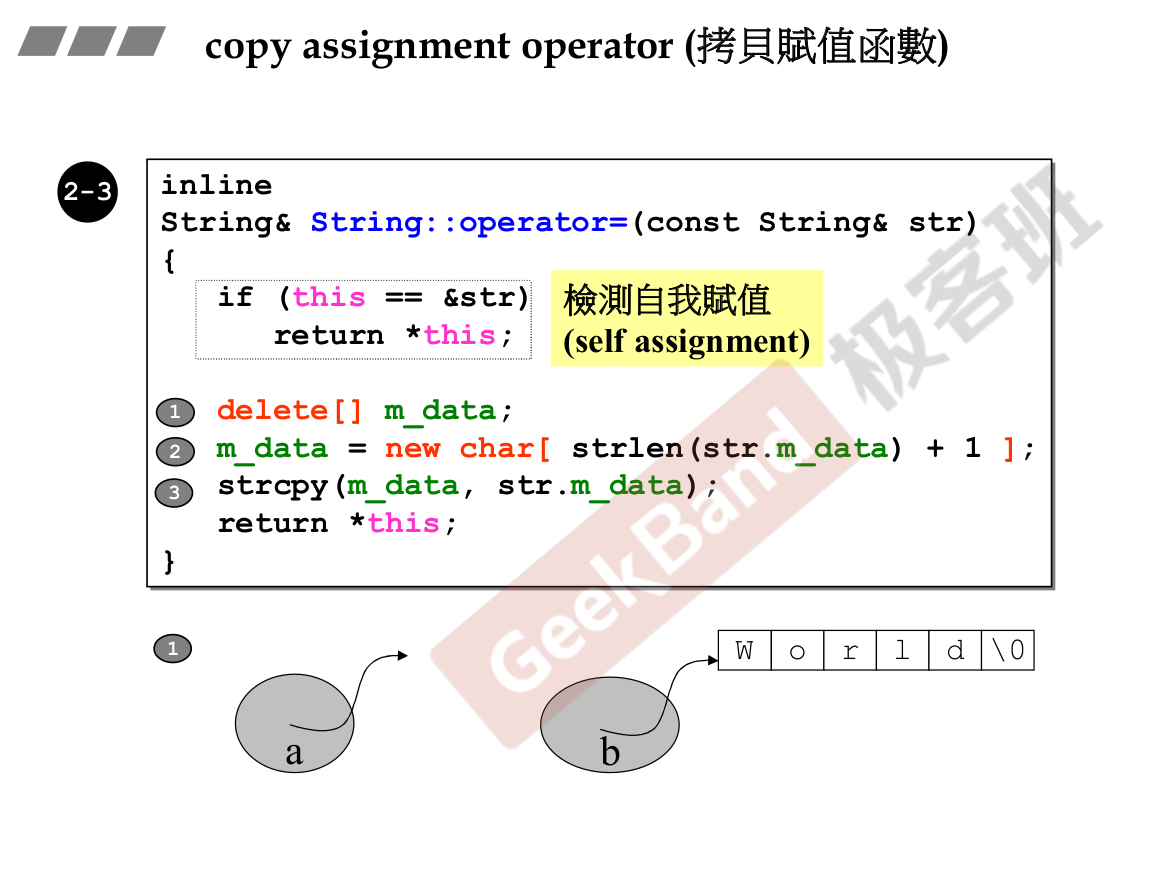 copy assignment operator (拷貝賦值函數)
2-3
inline
String& String::operator=(const String& str)
{
if (this == &str)
return *this;
檢測自我賦值
(self assignment)
1 delete[] m_data;
2 m_data = new char[ strlen(str.m_data) + 1 ];
3 strcpy(m_data, str.m_data);
return *this;
}
GeekBand 极客班
1
W o r l d \0
a
b